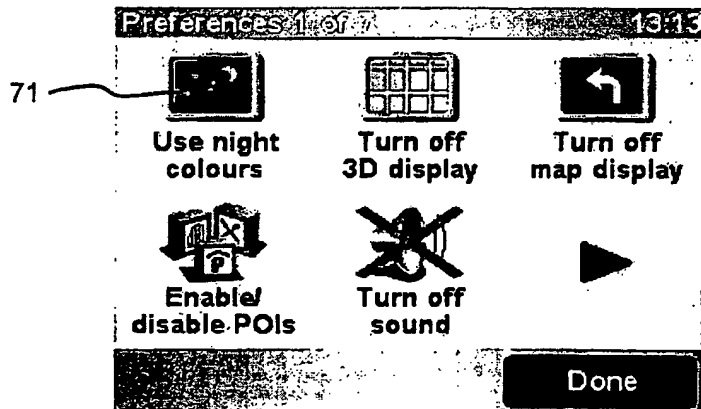 Preferences 1 of 7 13:13
71
Use night
colours
Turn off
3D display
Turn off
map display
Enable/
disable POIs
Turn off
sound
Done